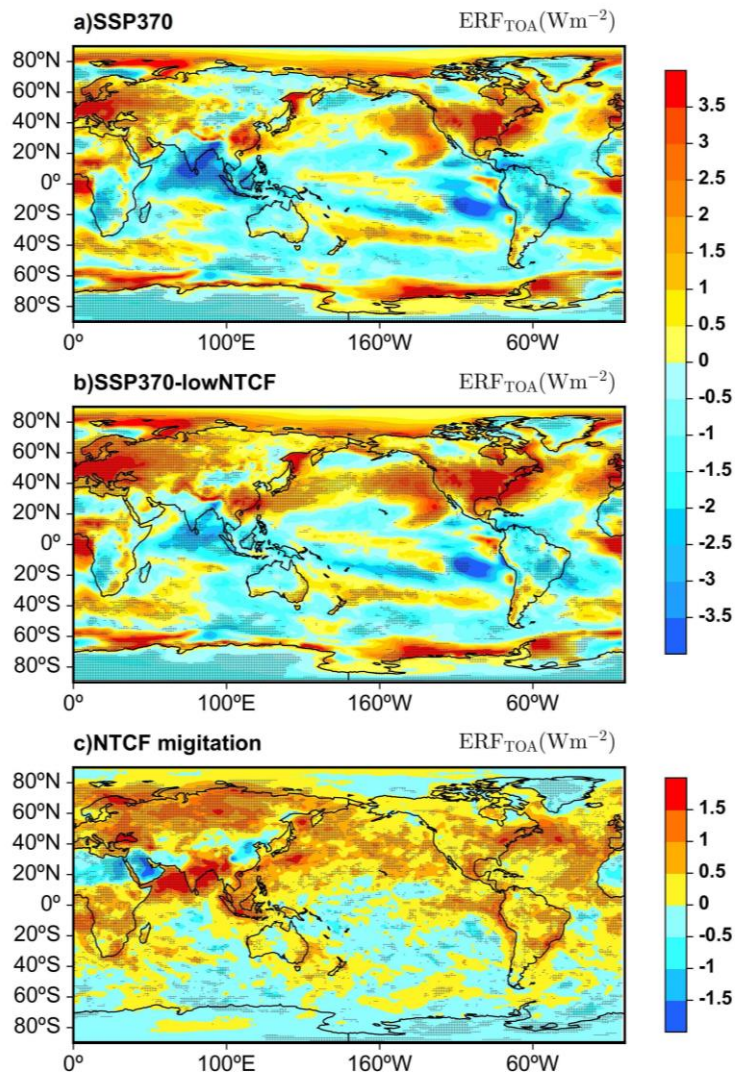 a)SSP370 ERF_TOA(Wm⁻²)
80ºN
60ºN
40ºN
20ºN
0º
20ºS
40ºS
60ºS
80ºS
0º 100ºE 160ºW 60ºW
b)SSP370-lowNTCF ERF_TOA(Wm⁻²)
80ºN
60ºN
40ºN
20ºN
0º
20ºS
40ºS
60ºS
80ºS
0º 100ºE 160ºW 60ºW
3.5
3
2.5
2
1.5
1
0.5
0
-0.5
-1
-1.5
-2
-2.5
-3
-3.5
c)NTCF migitation ERF_TOA(Wm⁻²)
80ºN
60ºN
40ºN
20ºN
0º
20ºS
40ºS
60ºS
80ºS
0º 100ºE 160ºW 60ºW
1.5
1
0.5
0
-0.5
-1
-1.5